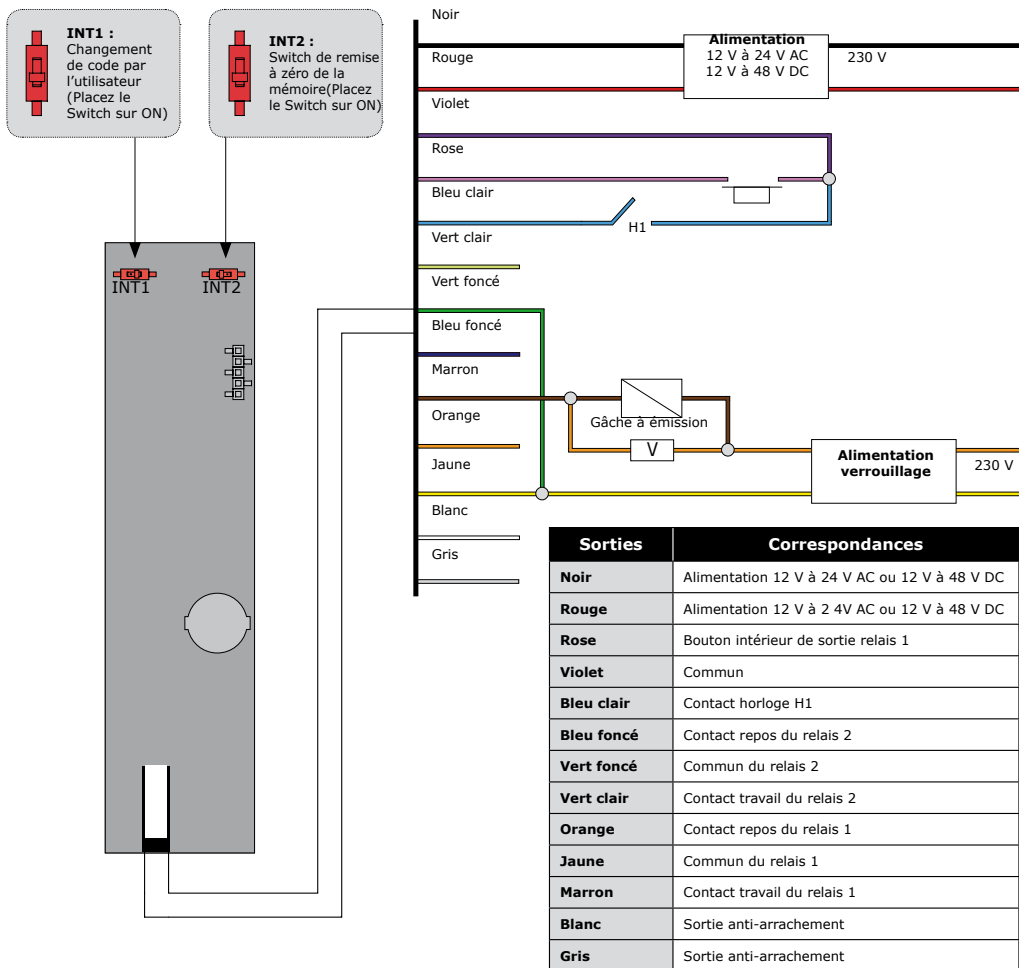 INT1 :
Changement
de code par
l'utilisateur
(Placez le
Switch sur ON)
INT2 :
Switch de remise
à zéro de la
mémoire(Placez
le Switch sur ON)
INT1
INT2
Noir
Rouge
Violet
Rose
Bleu clair
Vert clair
Vert foncé
Bleu foncé
Marron
Orange
Jaune
Blanc
Gris
Alimentation
12 V à 24 V AC
12 V à 48 V DC
230 V
H1
Gâche à émission
V
Alimentation
verrouillage
230 V
Sorties Correspondances
Noir Alimentation 12 V à 24 V AC ou 12 V à 48 V DC
Rouge Alimentation 12 V à 2 4V AC ou 12 V à 48 V DC
Rose Bouton intérieur de sortie relais 1
Violet Commun
Bleu clair Contact horloge H1
Bleu foncé Contact repos du relais 2
Vert foncé Commun du relais 2
Vert clair Contact travail du relais 2
Orange Contact repos du relais 1
Jaune Commun du relais 1
Marron Contact travail du relais 1
Blanc Sortie anti-arrachement
Gris Sortie anti-arrachement